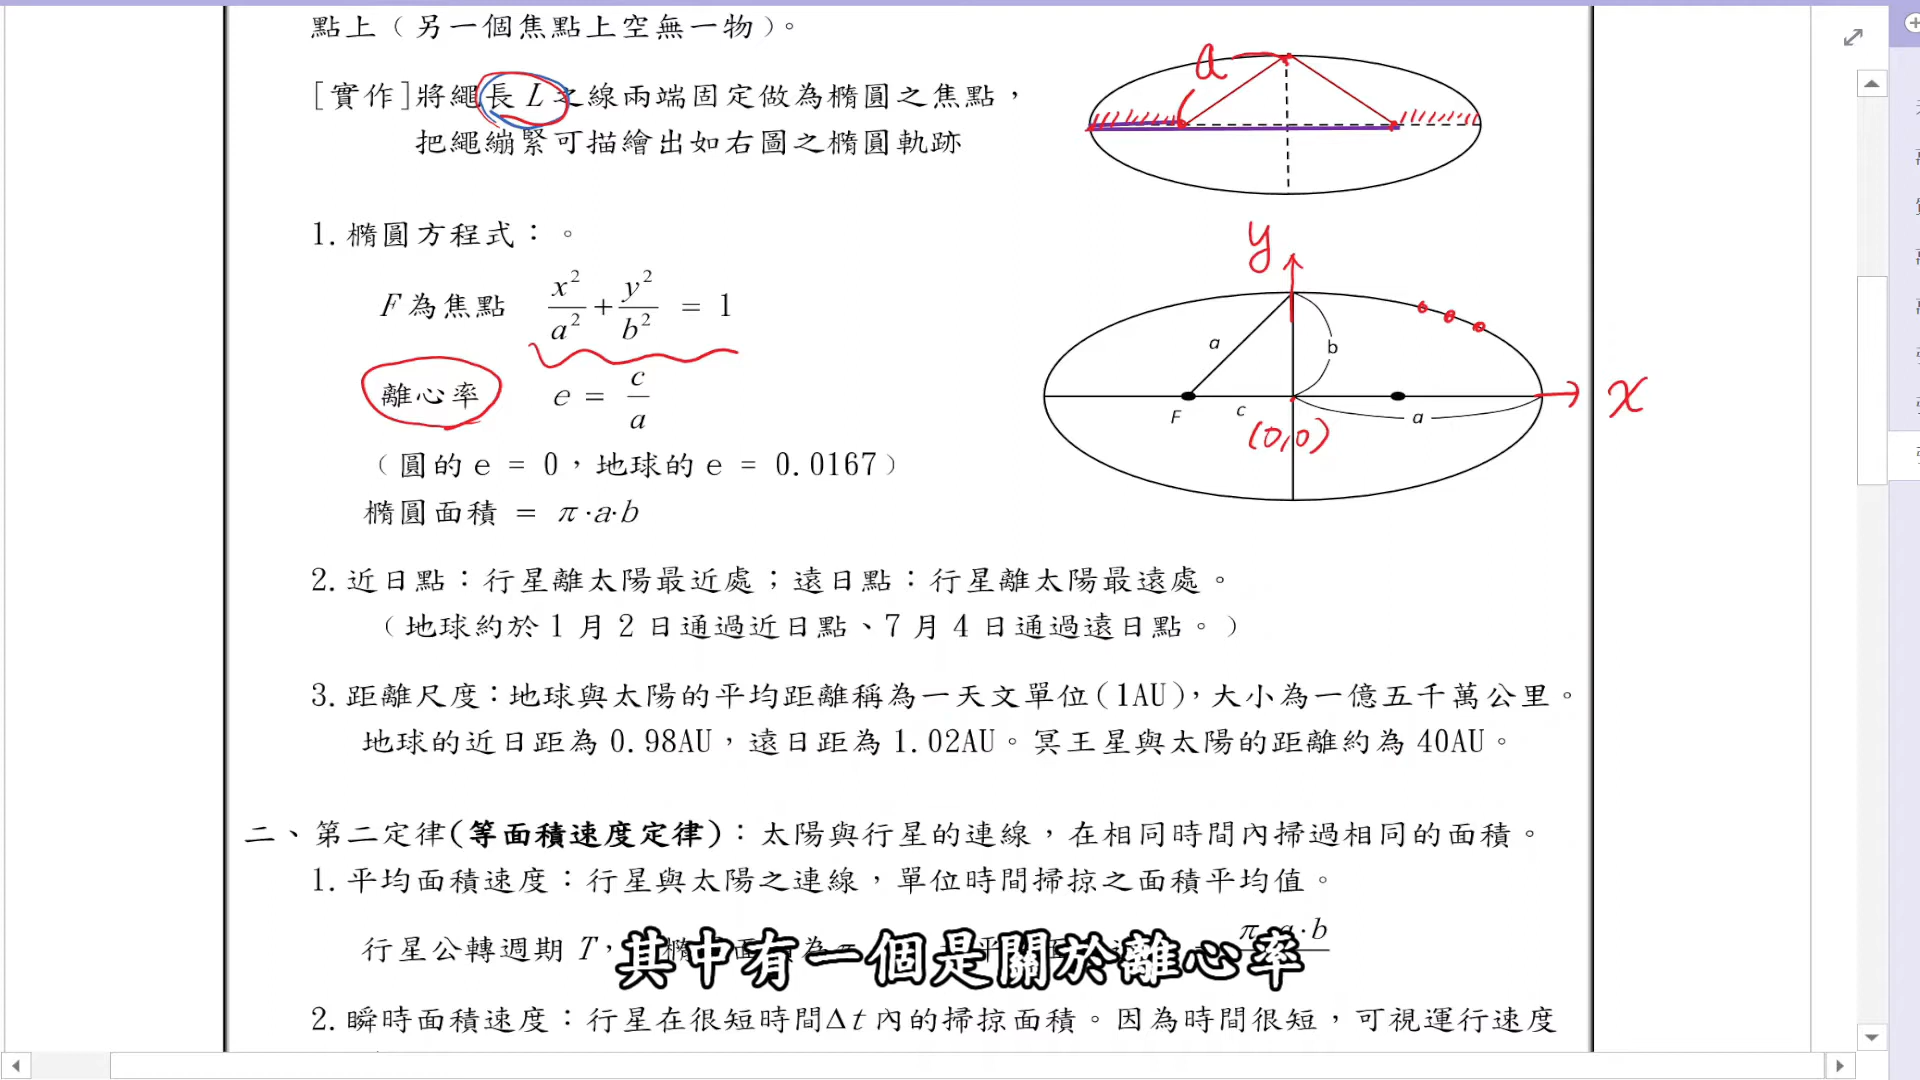 點上（另一個焦點上空無一物）。
[實作]將繩長 L 之線兩端固定做為橢圓之焦點，
把繩繃緊可描繪出如右圖之橢圓軌跡
a
1.橢圓方程式：。
F為焦點 x²/a² + y²/b² = 1
離心率 e = c/a
（圓的e = 0，地球的e = 0.0167）
橢圓面積 = π·a·b
y
a
b
x
F
c
a
(0,0)
2.近日點：行星離太陽最近處；遠日點：行星離太陽最遠處。
（地球約於1月2日通過近日點、7月4日通過遠日點。）
3.距離尺度：地球與太陽的平均距離稱為一天文單位(1AU)，大小為一億五千萬公里。
地球的近日距為0.98AU，遠日距為1.02AU。冥王星與太陽的距離約為40AU。
二、第二定律(等面積速度定律)：太陽與行星的連線，在相同時間內掃過相同的面積。
1.平均面積速度：行星與太陽之連線，單位時間掃掠之面積平均值。
行星公轉週期 T，
其中有一個是關於離心率
2.瞬時面積速度：行星在很短時間Δt內的掃掠面積。因為時間很短，可視運行速度